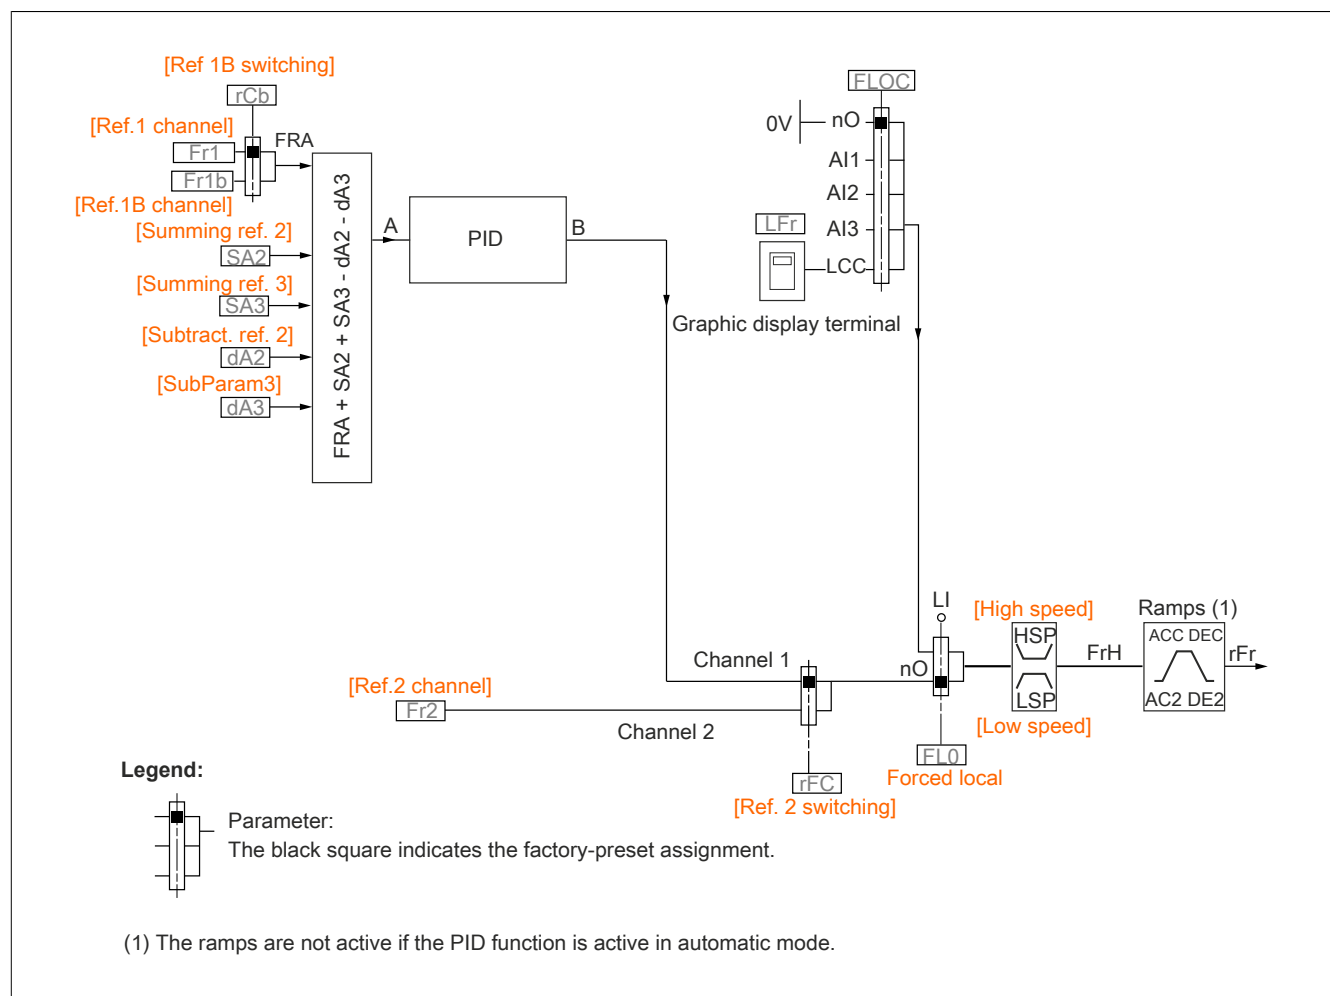 [Ref 1B switching]
rCb
[Ref.1 channel]
FRA
Fr1
Fr1b
[Ref.1B channel]
[Summing ref. 2]
SA2
[Summing ref. 3]
SA3
[Subtract. ref. 2]
dA2
[SubParam3]
dA3
FRA + SA2 + SA3 - dA2 - dA3
A
PID
B
FLOC
0V
nO
AI1
AI2
AI3
LCC
LFr
Graphic display terminal
LI
[High speed]
HSP
LSP
[Low speed]
FrH
Ramps (1)
ACC DEC
AC2 DE2
rFr
Channel 1
nO
[Ref.2 channel]
Fr2
Channel 2
rFC
[Ref. 2 switching]
FL0
Forced local
Legend:
Parameter:
The black square indicates the factory-preset assignment.
(1) The ramps are not active if the PID function is active in automatic mode.